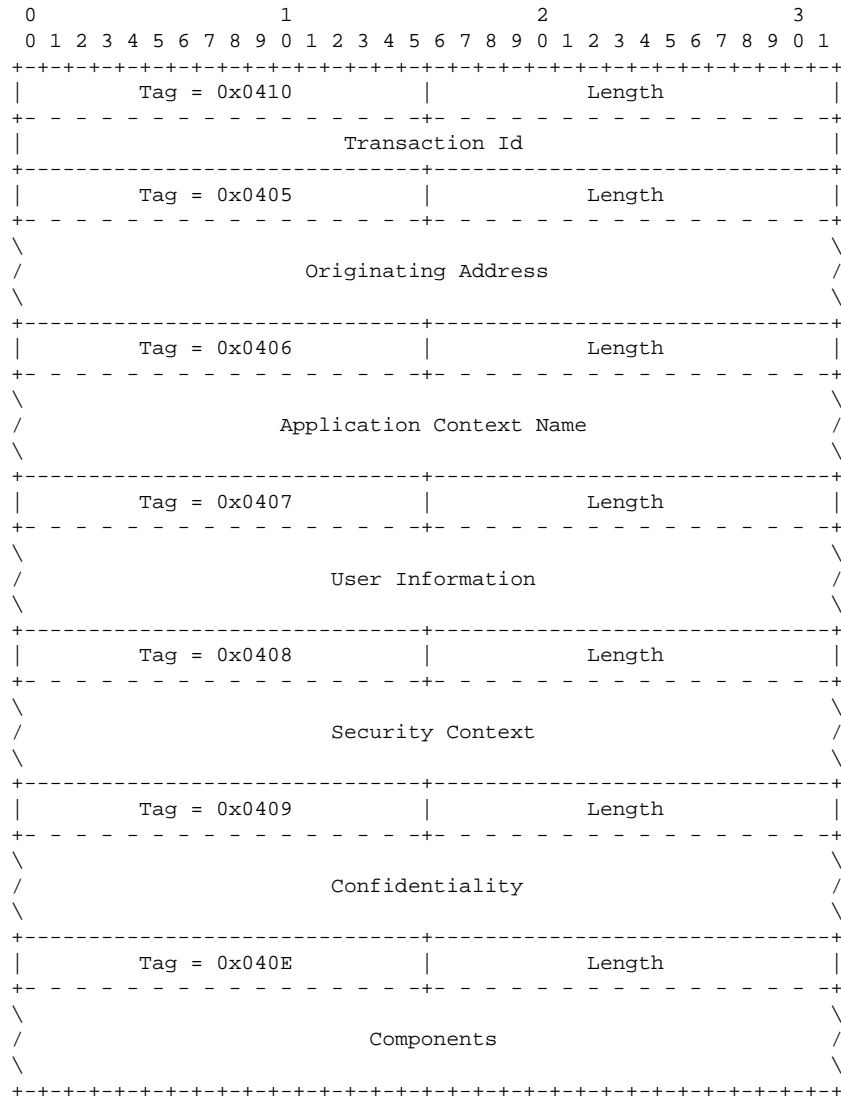 0                   1                   2                   3
 0 1 2 3 4 5 6 7 8 9 0 1 2 3 4 5 6 7 8 9 0 1 2 3 4 5 6 7 8 9 0 1
+-+-+-+-+-+-+-+-+-+-+-+-+-+-+-+-+-+-+-+-+-+-+-+-+-+-+-+-+-+-+-+-+
|         Tag = 0x0410          |            Length             |
+- - - - - - - - - - - - - - - -+- - - - - - - - - - - - - - - -+
|                         Transaction Id                        |
+-------------------------------+-------------------------------+
|         Tag = 0x0405          |            Length             |
+- - - - - - - - - - - - - - - -+- - - - - - - - - - - - - - - -+
\                                                               \
/                      Originating Address                      /
\                                                               \
+-------------------------------+-------------------------------+
|         Tag = 0x0406          |            Length             |
+- - - - - - - - - - - - - - - -+- - - - - - - - - - - - - - - -+
\                                                               \
/                    Application Context Name                   /
\                                                               \
+-------------------------------+-------------------------------+
|         Tag = 0x0407          |            Length             |
+- - - - - - - - - - - - - - - -+- - - - - - - - - - - - - - - -+
\                                                               \
/                        User Information                       /
\                                                               \
+-------------------------------+-------------------------------+
|         Tag = 0x0408          |            Length             |
+- - - - - - - - - - - - - - - -+- - - - - - - - - - - - - - - -+
\                                                               \
/                        Security Context                       /
\                                                               \
+-------------------------------+-------------------------------+
|         Tag = 0x0409          |            Length             |
+- - - - - - - - - - - - - - - -+- - - - - - - - - - - - - - - -+
\                                                               \
/                        Confidentiality                        /
\                                                               \
+-------------------------------+-------------------------------+
|         Tag = 0x040E          |            Length             |
+- - - - - - - - - - - - - - - -+- - - - - - - - - - - - - - - -+
\                                                               \
/                           Components                          /
\                                                               \
+-+-+-+-+-+-+-+-+-+-+-+-+-+-+-+-+-+-+-+-+-+-+-+-+-+-+-+-+-+-+-+-+